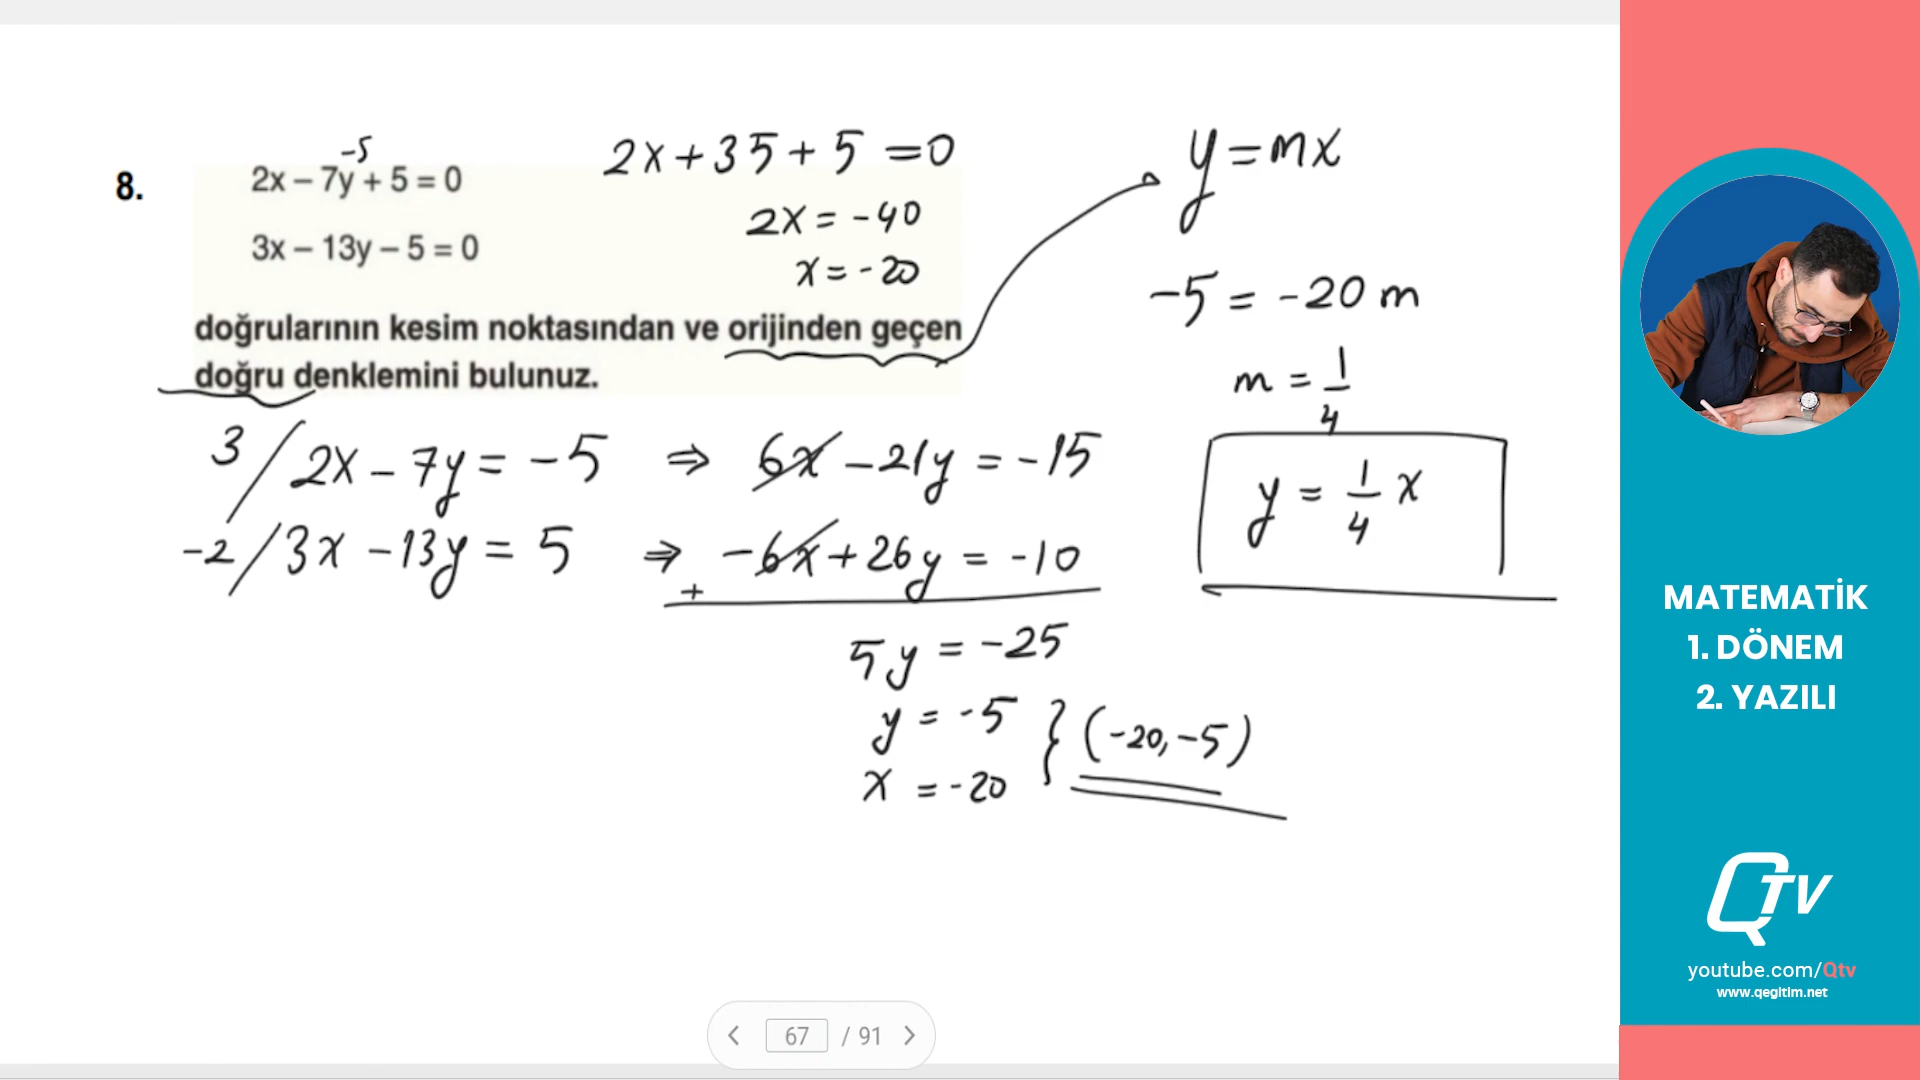 8.
2x – 7y + 5 = 0
-5
3x – 13y – 5 = 0
doğrularının kesim noktasından ve orijinden geçen
doğru denklemini bulunuz.
2x + 35 + 5 = 0
2x = -40
x = -20
3 / 2x - 7y = -5 ⇒ 6x - 21y = -15
-2 / 3x - 13y = 5 ⇒ -6x + 26y = -10
+
5y = -25
y = -5 } (-20, -5)
x = -20
y = mx
-5 = -20 m
m = 1/4
y = 1/4 x
MATEMATİK
1. DÖNEM
2. YAZILI
QTV
youtube.com/Qtv
www.qegitim.net
67 / 91